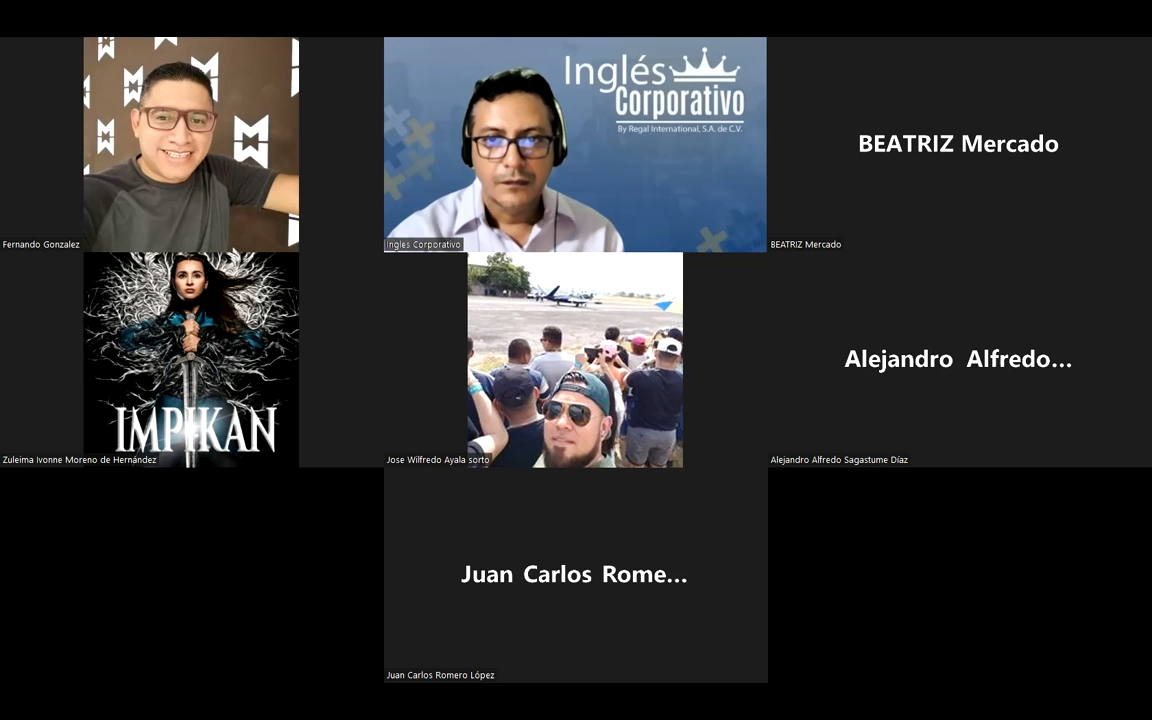 Inglés
Corporativo
By Regal International, S.A. de C.V.
BEATRIZ Mercado
Fernando Gonzalez
Ingles Corporativo
BEATRIZ Mercado
IMPIKAN
Alejandro Alfredo...
Zuleima Ivonne Moreno de Hernández
Jose Wilfredo Ayala sorto
Alejandro Alfredo Sagastume Díaz
Juan Carlos Rome...
Juan Carlos Romero López